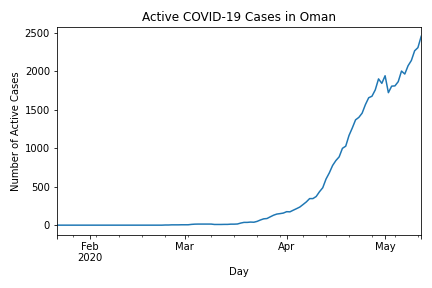 Active COVID-19 Cases in Oman
Number of Active Cases
2500
2000
1500
1000
500
0
Feb
2020
Mar
Apr
May
Day